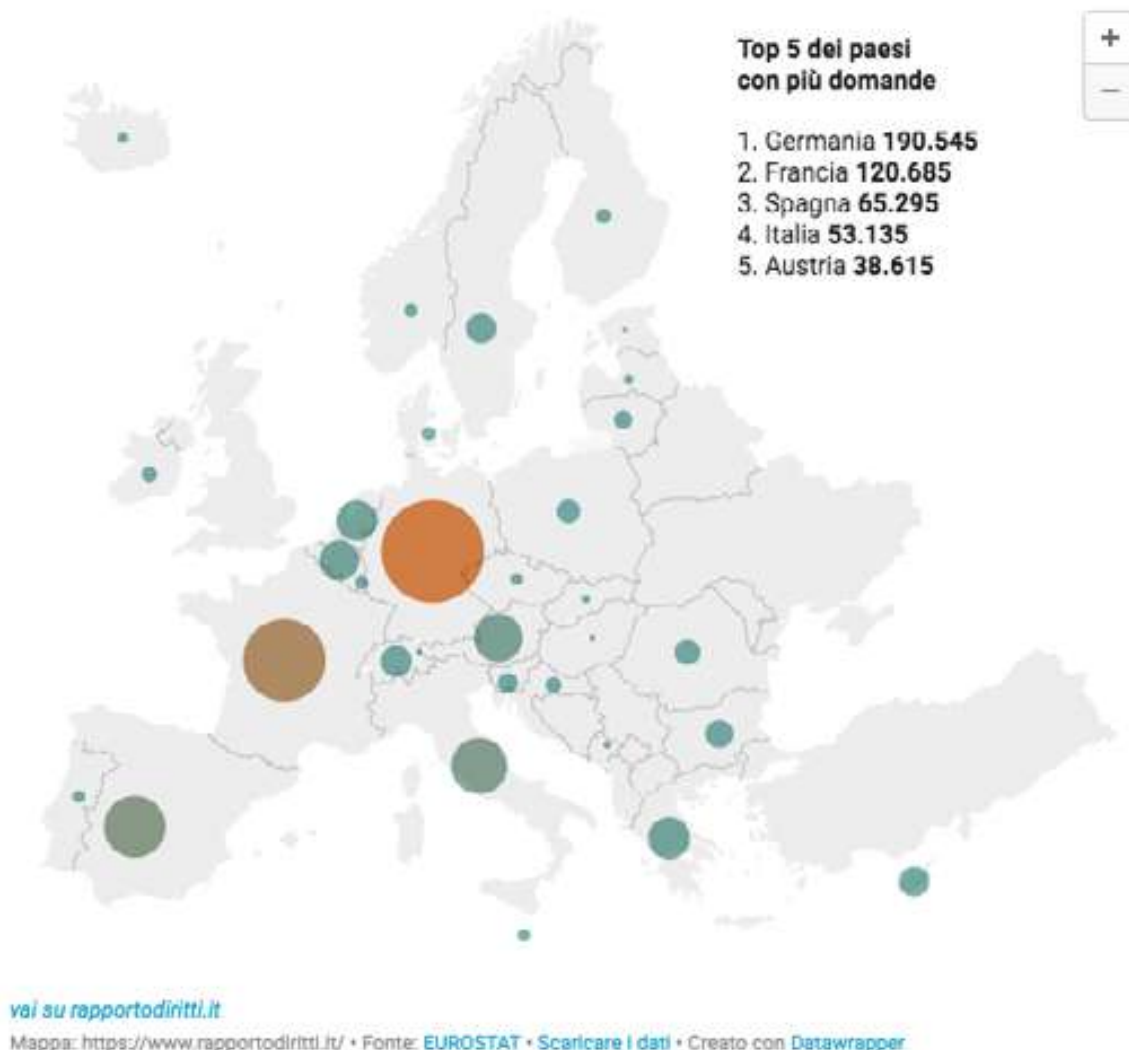 Top 5 dei paesi
con più domande
1. Germania 190.545
2. Francia 120.685
3. Spagna 65.295
4. Italia 53.135
5. Austria 38.615
+
−
vai su rapportodiritti.it
Mappa: https://www.rapportodiritti.it/ • Fonte: EUROSTAT • Scaricare i dati • Creato con Datawrapper